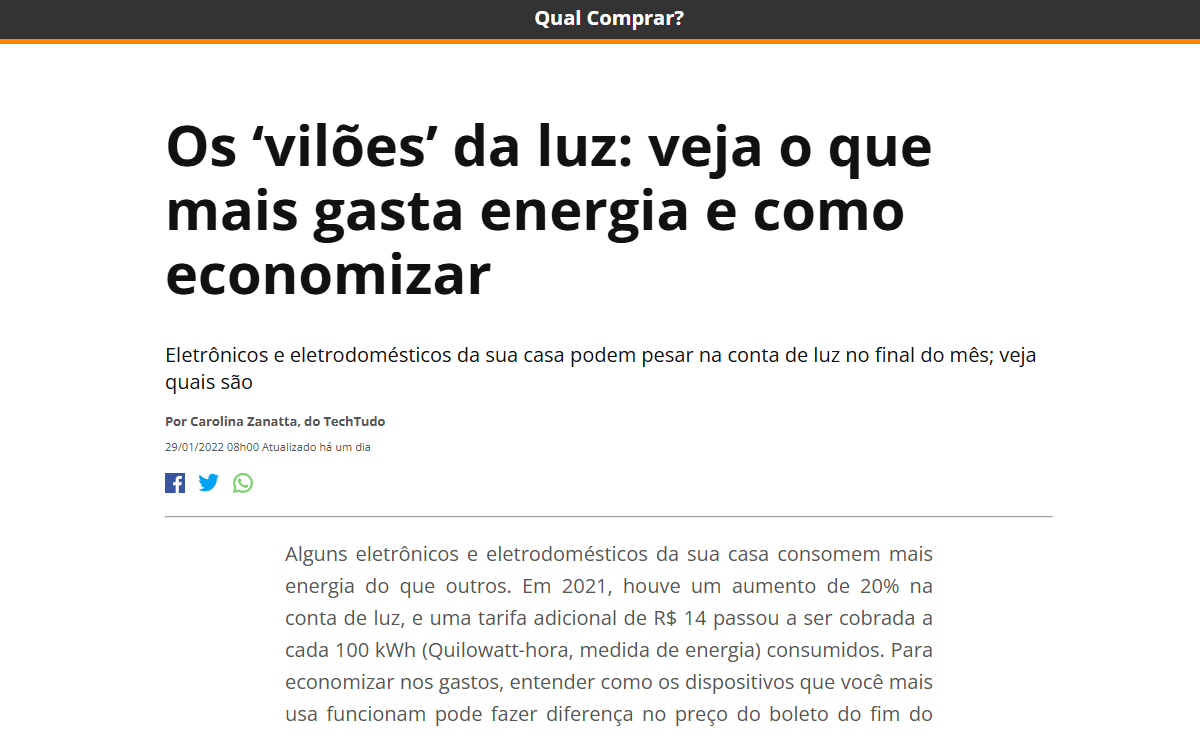 Qual Comprar?
Os ‘vilões’ da luz: veja o que
mais gasta energia e como
economizar
Eletrônicos e eletrodomésticos da sua casa podem pesar na conta de luz no final do mês; veja
quais são
Por Carolina Zanatta, do TechTudo
29/01/2022 08h00 Atualizado há um dia
Alguns eletrônicos e eletrodomésticos da sua casa consomem mais
energia do que outros. Em 2021, houve um aumento de 20% na
conta de luz, e uma tarifa adicional de R$ 14 passou a ser cobrada a
cada 100 kWh (Quilowatt-hora, medida de energia) consumidos. Para
economizar nos gastos, entender como os dispositivos que você mais
usa funcionam pode fazer diferença no preço do boleto do fim do